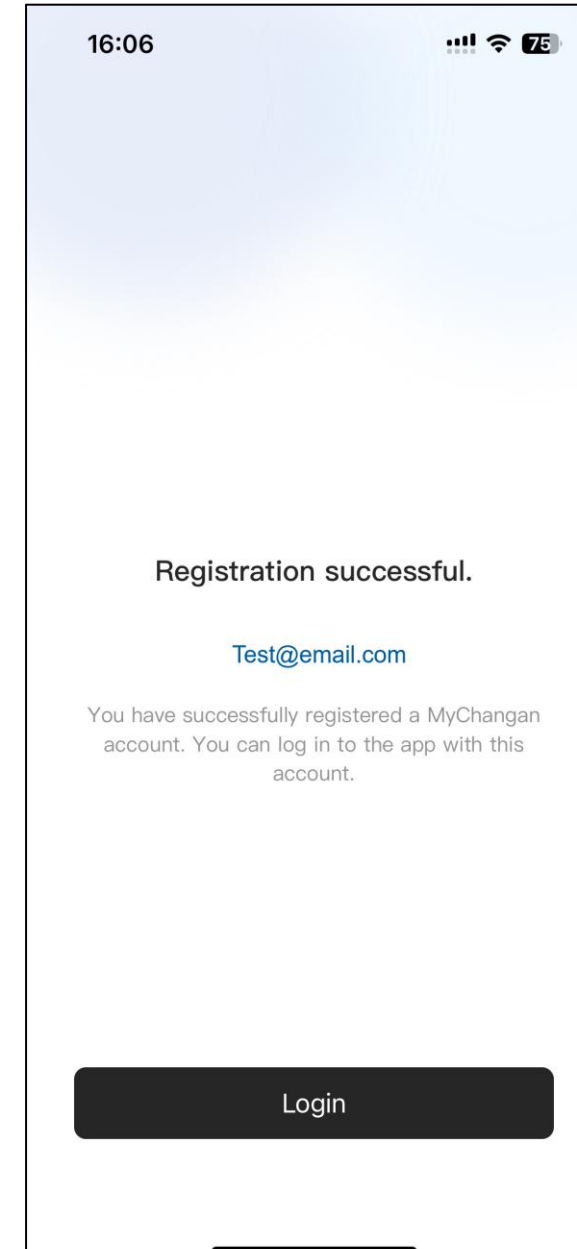 16:06
75
Registration successful.
Test@email.com
You have successfully registered a MyChangan
account. You can log in to the app with this
account.
Login